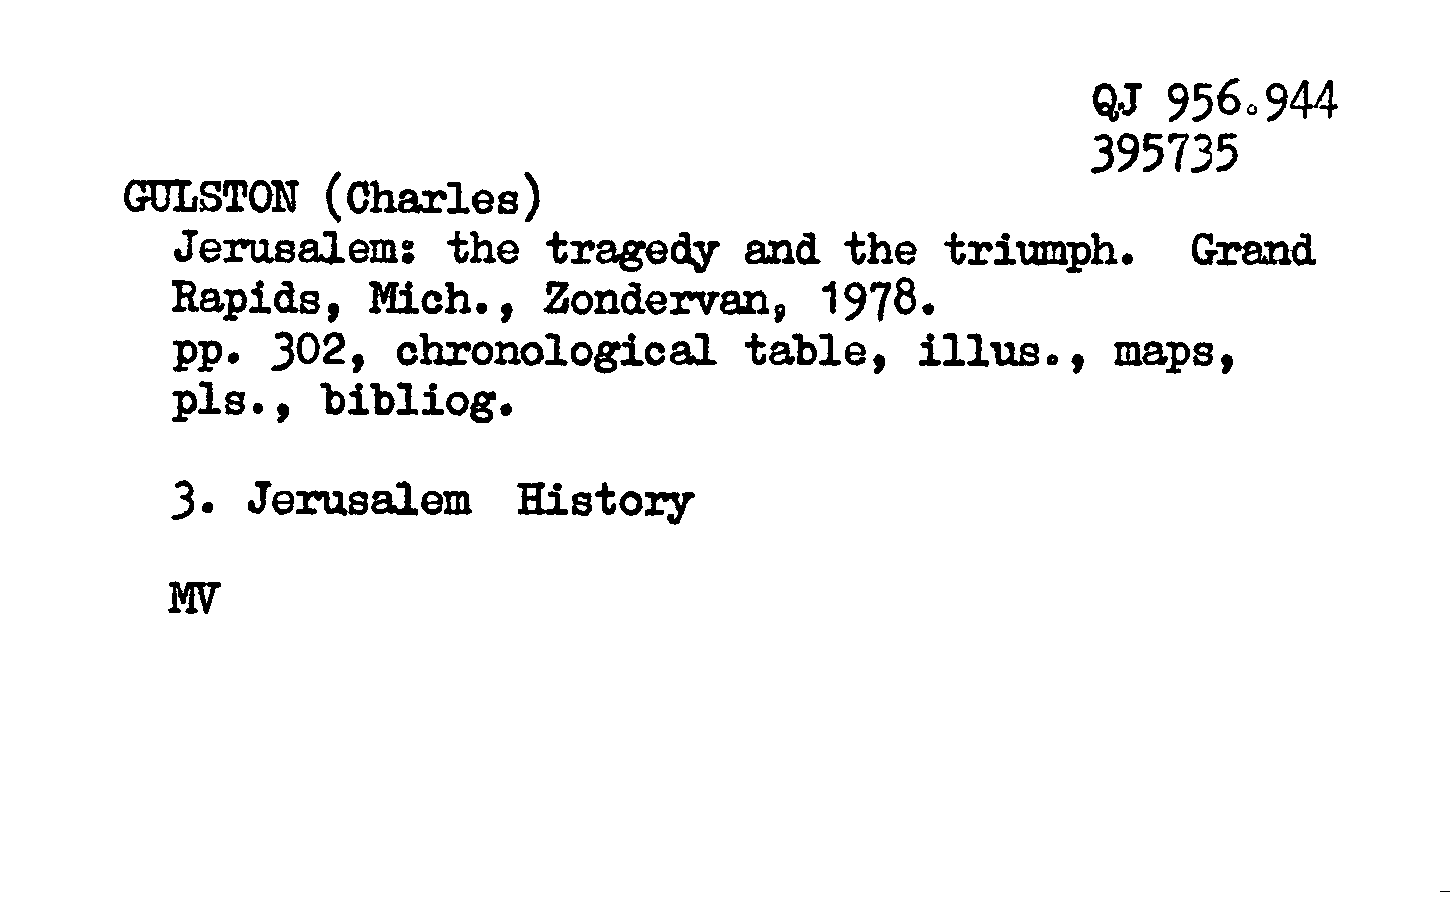 QJ 956.944
395735
GULSTON (Charles)
Jerusalem: the tragedy and the triumph. Grand
Rapids, Mich., Zondervan, 1978.
pp. 302, chronological table, illus., maps,
pls., bibliog.
3. Jerusalem History
MV